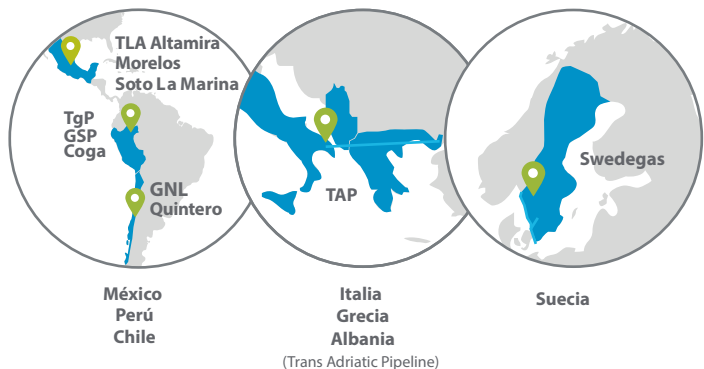 TLA Altamira
Morelos
Soto La Marina
TgP
GSP
Coga
GNL
Quintero
México
Perú
Chile
TAP
Italia
Grecia
Albania
(Trans Adriatic Pipeline)
Swedegas
Suecia